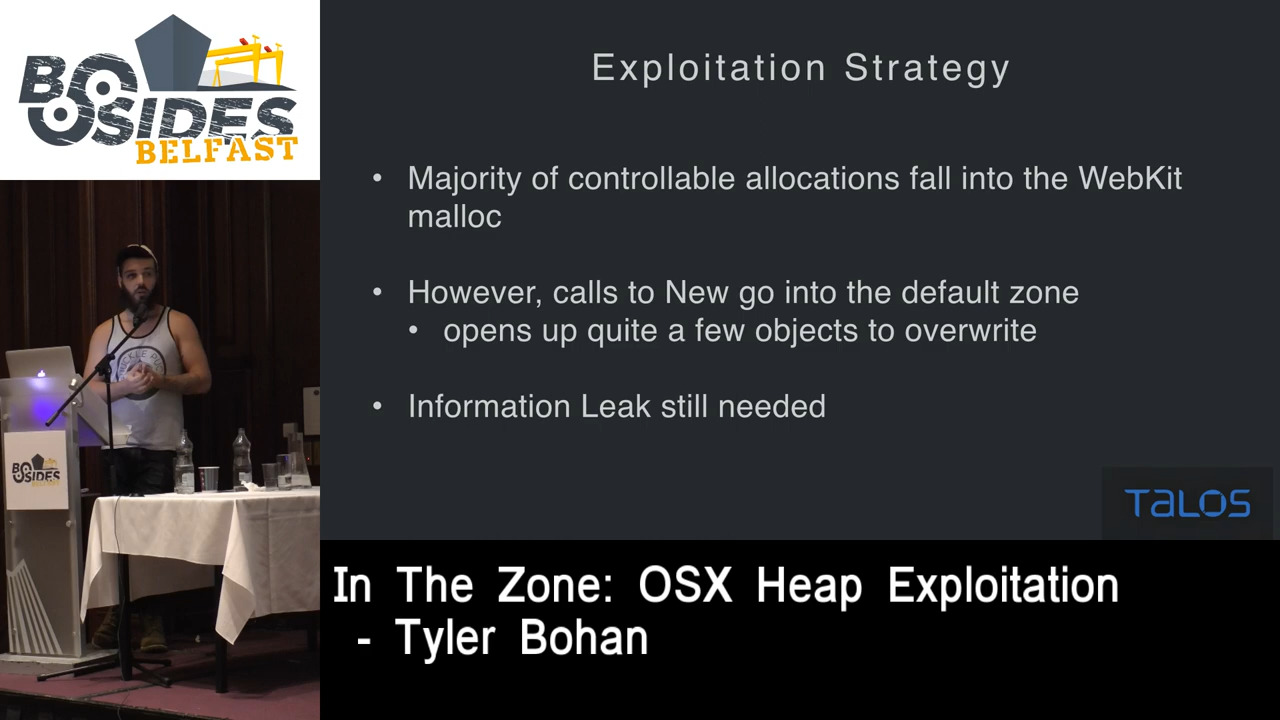 BSIDES
BELFAST
Exploitation Strategy
• Majority of controllable allocations fall into the WebKit
malloc
• However, calls to New go into the default zone
• opens up quite a few objects to overwrite
• Information Leak still needed
TALOS
BSIDES
BELFAST
In The Zone: OSX Heap Exploitation
- Tyler Bohan